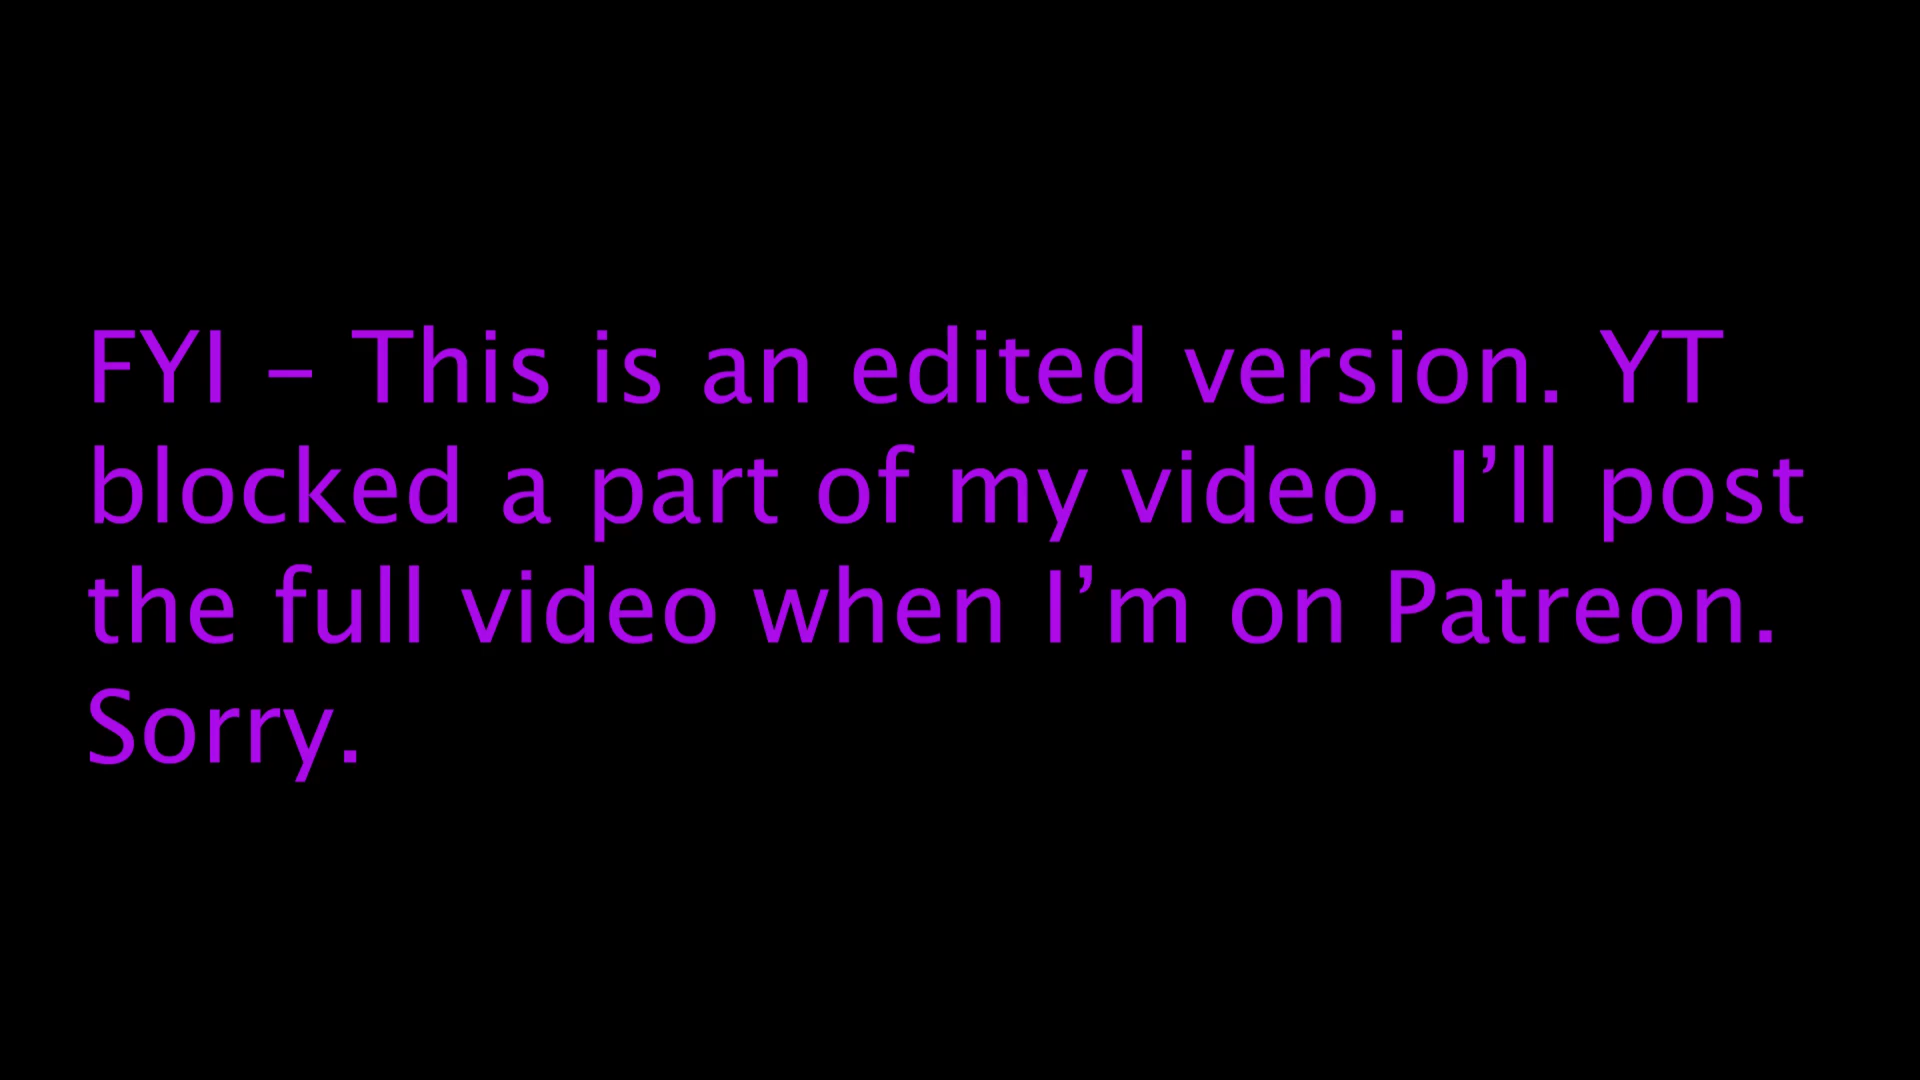 FYI – This is an edited version. YT
blocked a part of my video. I’ll post
the full video when I’m on Patreon.
Sorry.